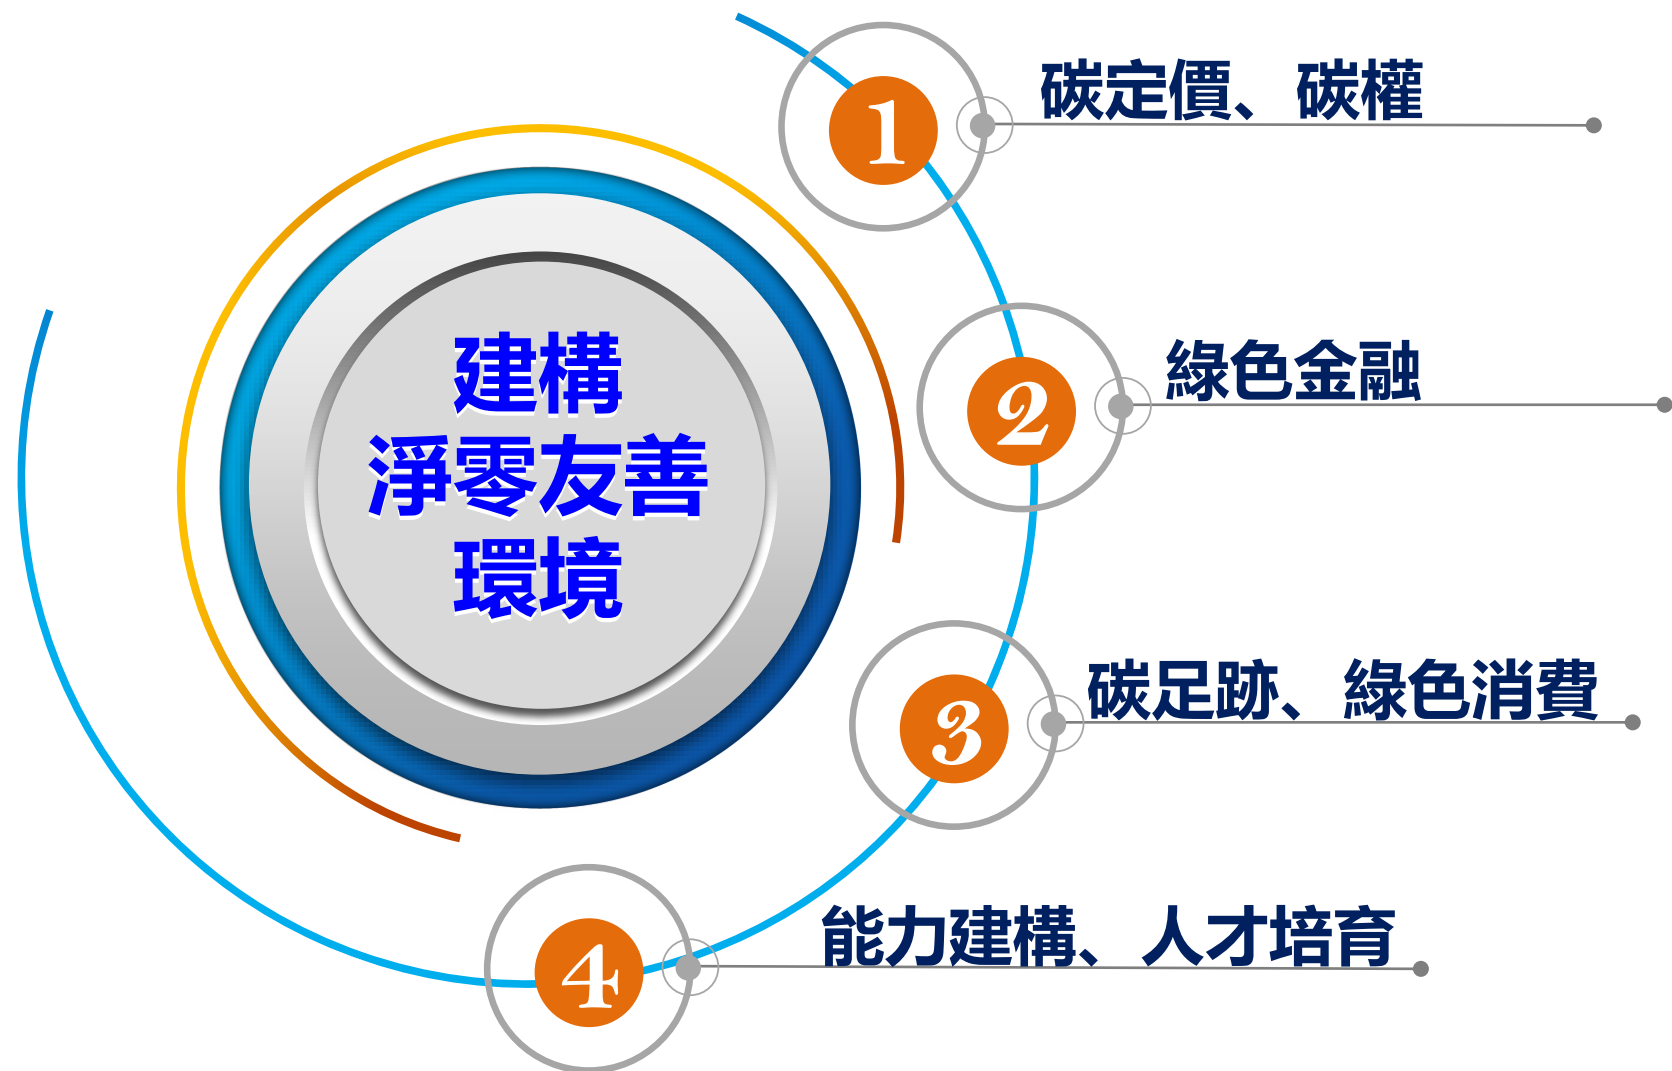 建構
淨零友善
環境
1
碳定價、碳權
2
綠色金融
3
碳足跡、綠色消費
4
能力建構、人才培育